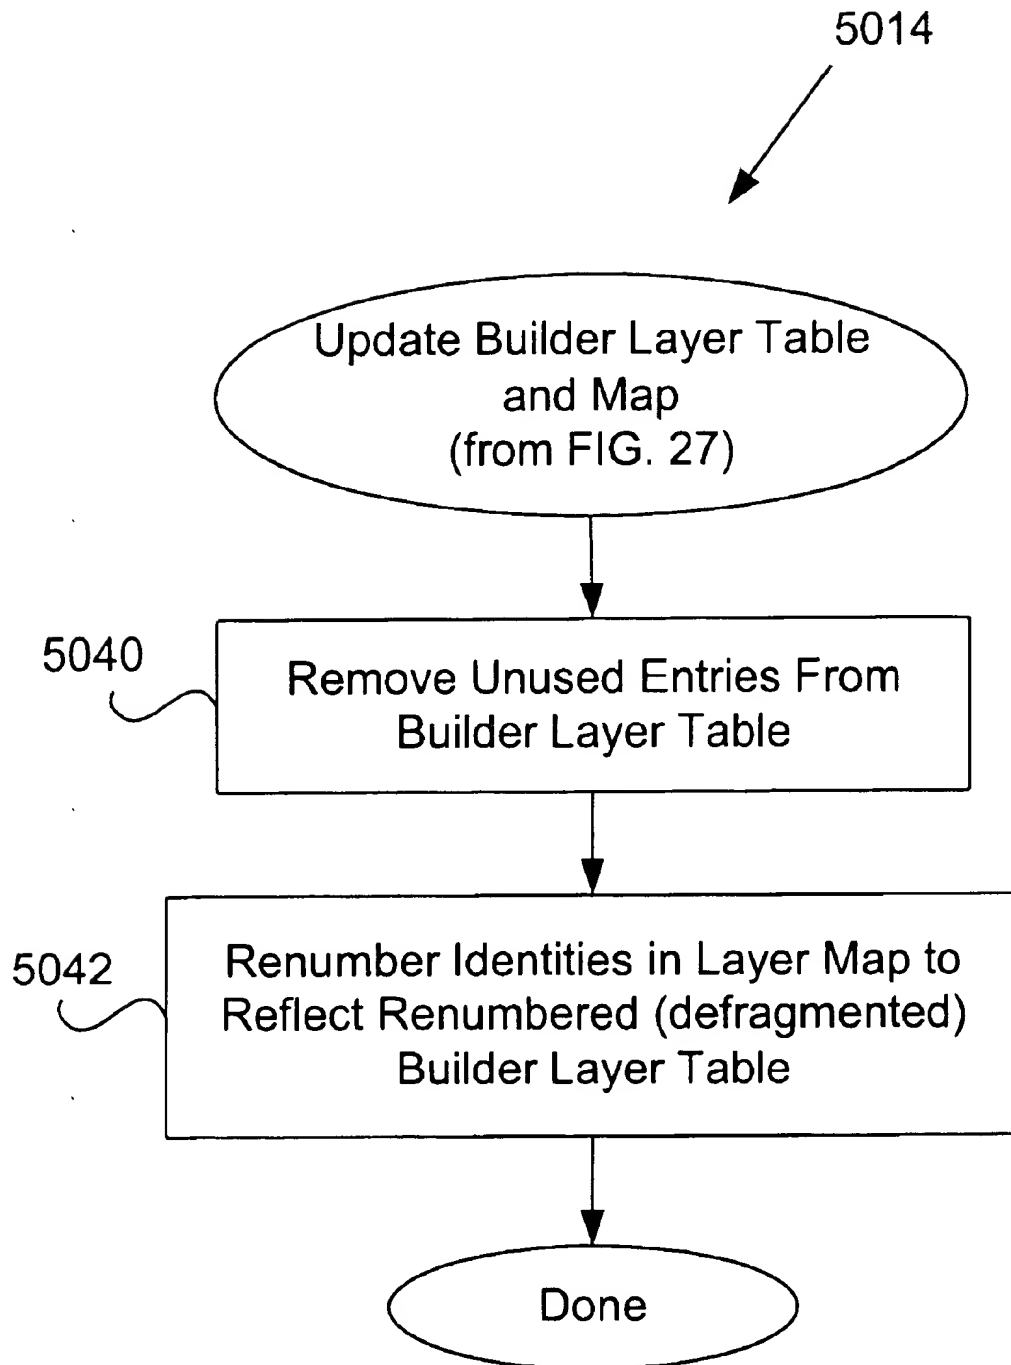 5014
Update Builder Layer Table
and Map
(from FIG. 27)
5040
Remove Unused Entries From
Builder Layer Table
5042
Renumber Identities in Layer Map to
Reflect Renumbered (defragmented)
Builder Layer Table
Done